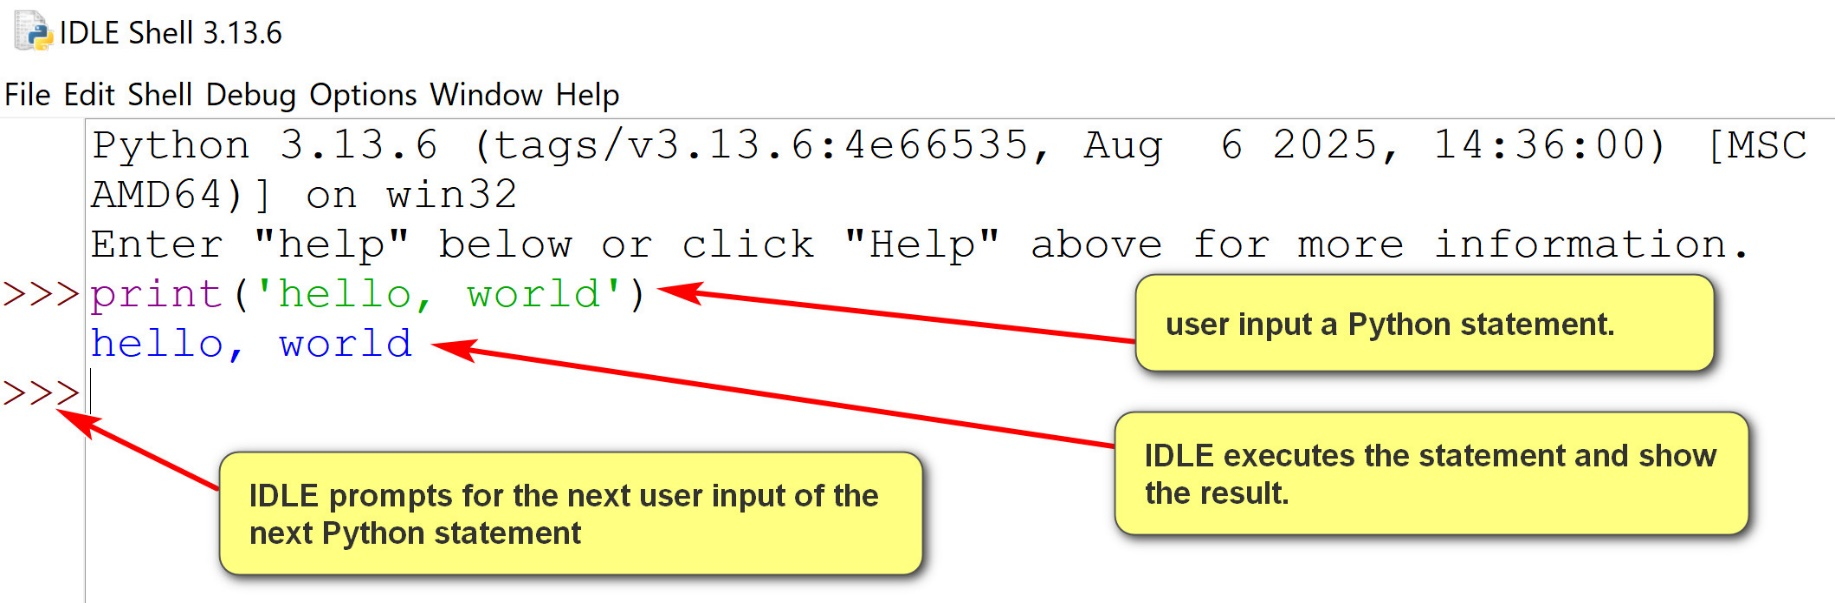 IDLE Shell 3.13.6
File Edit Shell Debug Options Window Help
Python 3.13.6 (tags/v3.13.6:4e66535, Aug  6 2025, 14:36:00) [MSC
AMD64)] on win32
Enter "help" below or click "Help" above for more information.
>>> print('hello, world')
hello, world
>>>
user input a Python statement.
IDLE executes the statement and show
the result.
IDLE prompts for the next user input of the
next Python statement